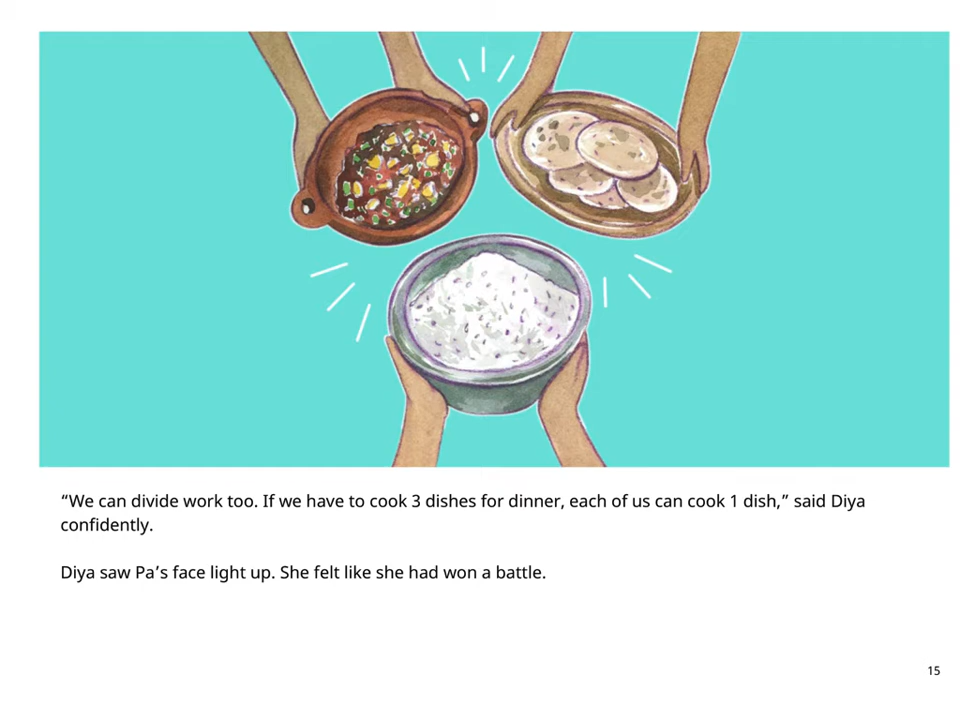 “We can divide work too. If we have to cook 3 dishes for dinner, each of us can cook 1 dish,” said Diya
confidently.
Diya saw Pa’s face light up. She felt like she had won a battle.
15